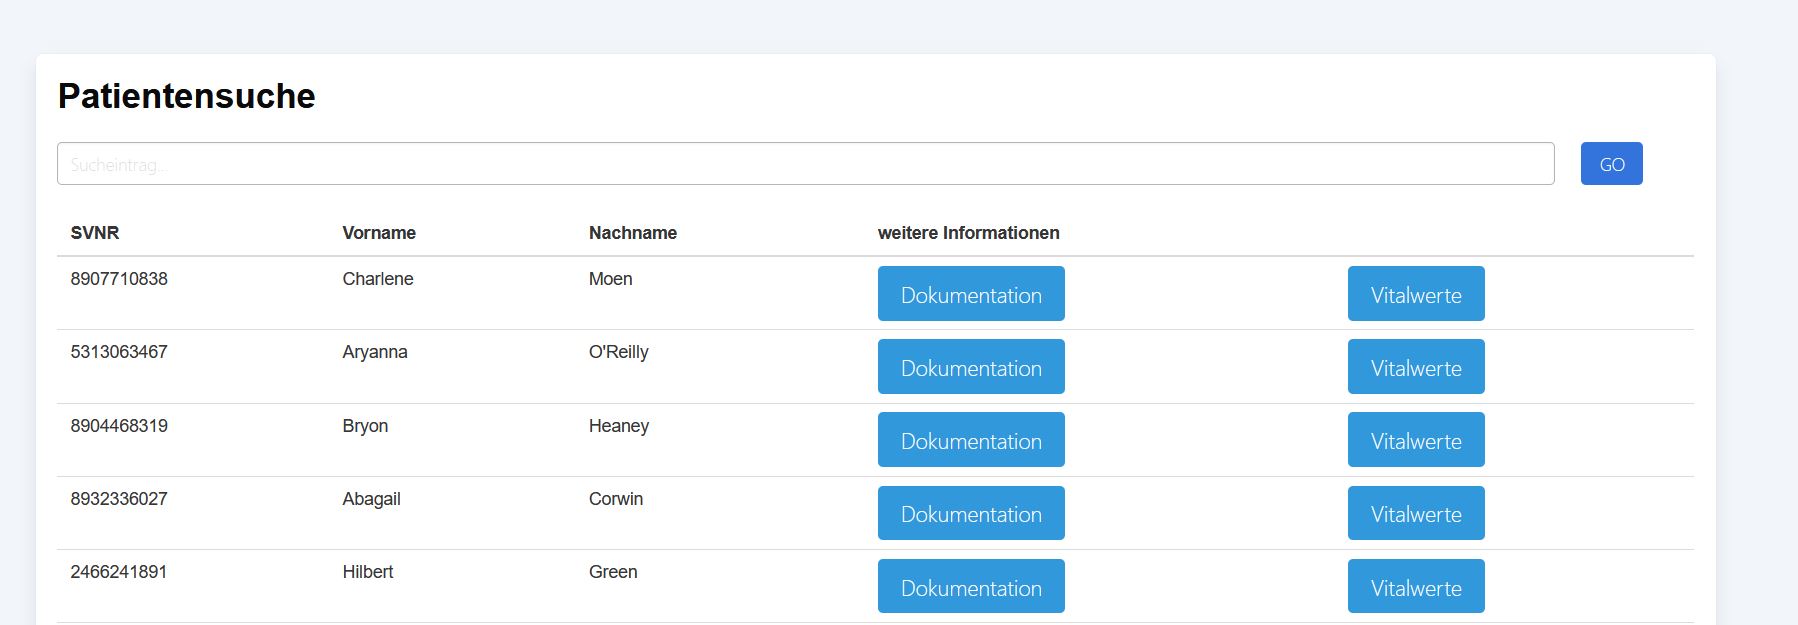 Patientensuche
Sucheintrag...
GO
SVNR Vorname Nachname weitere Informationen
8907710838 Charlene Moen Dokumentation Vitalwerte
5313063467 Aryanna O'Reilly Dokumentation Vitalwerte
8904468319 Bryon Heaney Dokumentation Vitalwerte
8932336027 Abagail Corwin Dokumentation Vitalwerte
2466241891 Hilbert Green Dokumentation Vitalwerte